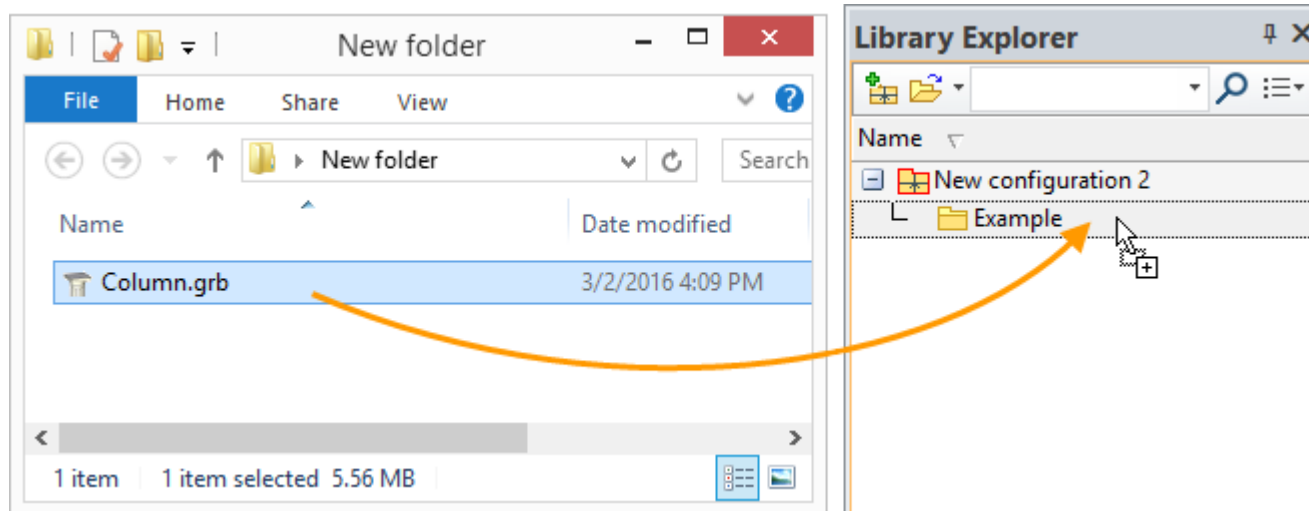 New folder
File Home Share View
New folder
Search
Name Date modified
Column.grb 3/2/2016 4:09 PM
1 item 1 item selected 5.56 MB
Library Explorer
Name
New configuration 2
Example